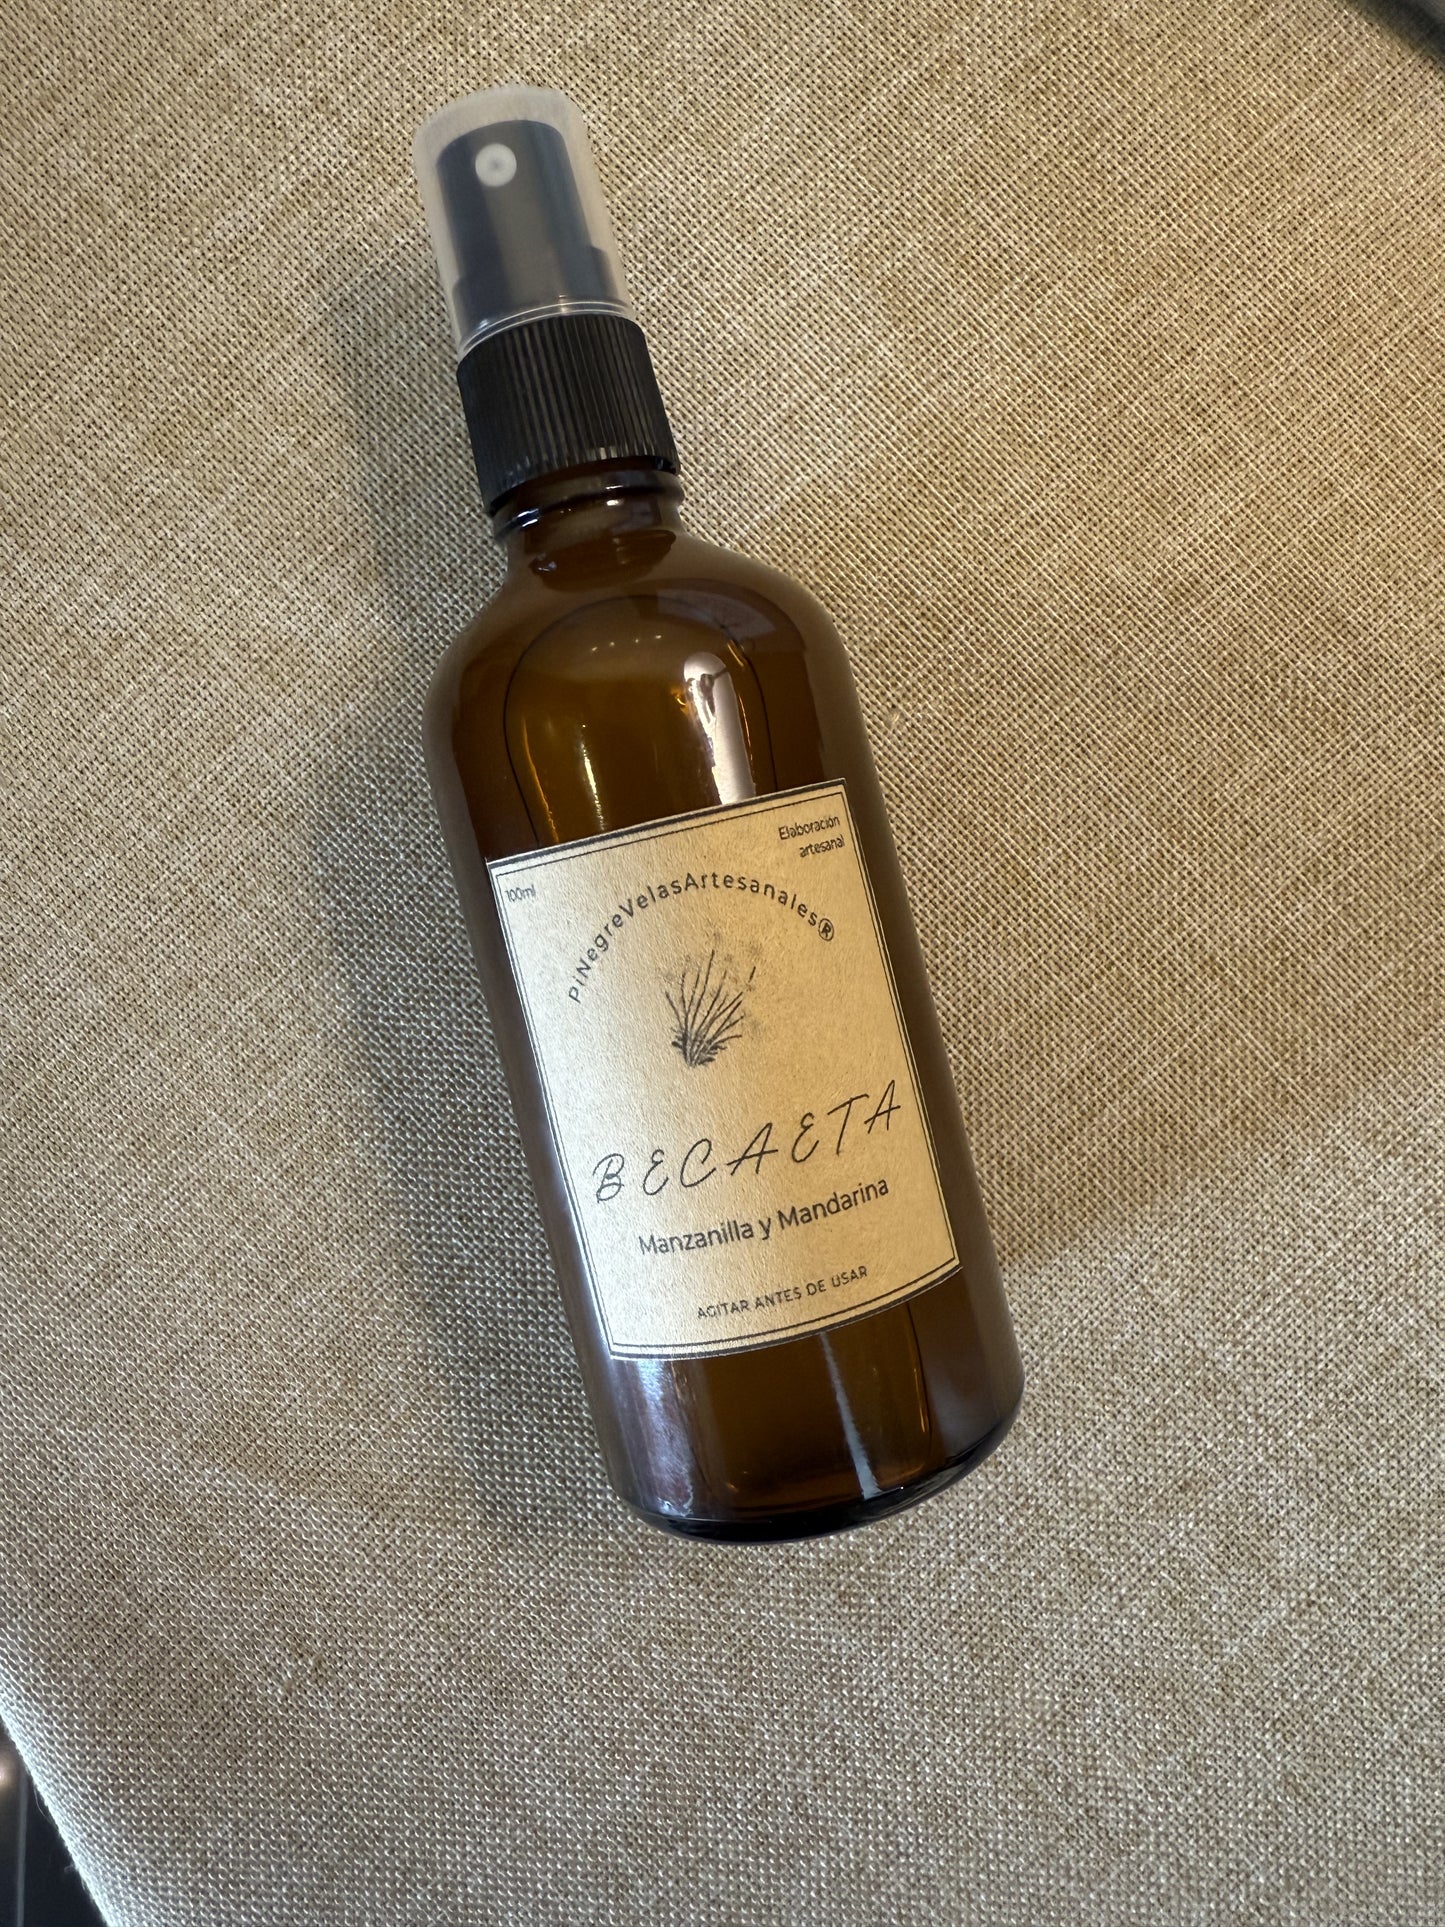 Elaboración
artesanal
100ml
PiNegreVelasArtesanales®
BECAETA
Manzanilla y Mandarina
AGITAR ANTES DE USAR